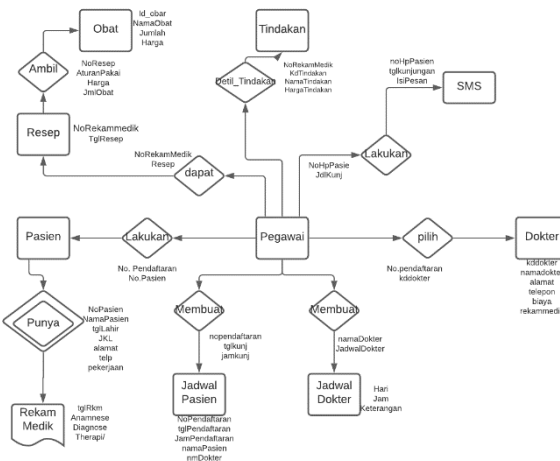 Obat
Id_obar
NamaObat
Jumlah
Harga
Ambil
NoResep
AturanPakai
Harga
JmlObat
Resep
NoRekammedik
TglResep
NoRekamMedik
Resep
dapat
Tindakan
Detil_Tindakan
NoRekamMedik
KdTindakan
NamaTindakan
HargaTindakan
noHpPasien
tglkunjungan
IsiPesan
SMS
Lakukan
NoHpPasie
JdlKunj
Pasien
Lakukan
No. Pendaftaran
No.Pasien
Pegawai
pilih
No.pendaftaran
kddokter
Dokter
kddokter
namadokte
alamat
telepon
biaya
rekammedi
Punya
NoPasien
NamaPasien
tglLahir
JKL
alamat
telp
pekerjaan
Membuat
nopendaftaran
tglkunj
jamkunj
Membuat
namaDokter
JadwalDokter
Rekam
Medik
tglRkm
Anamnese
Diagnose
Therapi/
Jadwal
Pasien
NoPendaftaran
tglPendaftaran
JamPendaftaran
namaPasien
nmDokter
Jadwal
Dokter
Hari
Jam
Keterangan